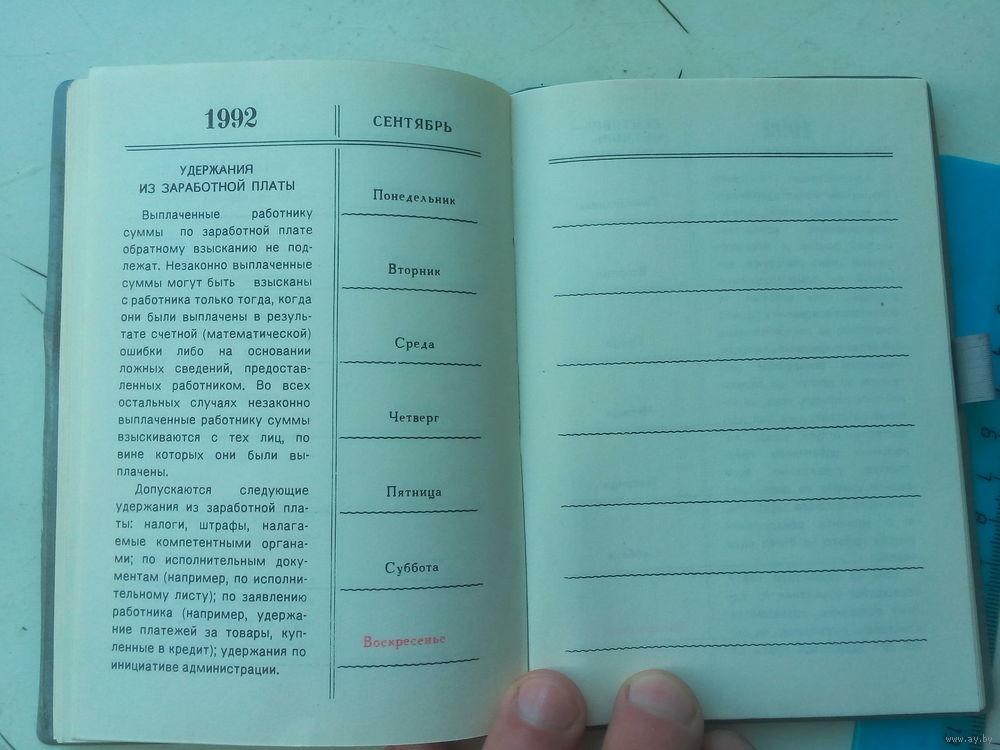 1992
СЕНТЯБРЬ
УДЕРЖАНИЯ
ИЗ ЗАРАБОТНОЙ ПЛАТЫ
Выплаченные работнику
суммы по заработной плате
обратному взысканию не под-
лежат. Незаконно выплаченные
суммы могут быть взысканы
с работника только тогда, когда
они были выплачены в резуль-
тате счетной (математической)
ошибки либо на основании
ложных сведений, предостав-
ленных работником. Во всех
остальных случаях незаконно
выплаченные работнику суммы
взыскиваются с тех лиц, по
вине которых они были вы-
плачены.
Допускаются следующие
удержания из заработной пла-
ты: налоги, штрафы, налага-
емые компетентными органа-
ми; по исполнительным доку-
ментам (например, по исполни-
тельному листу); по заявлению
работника (например, удержа-
ние платежей за товары, куп-
ленные в кредит); удержания по
инициативе администрации.
Понедельник
Вторник
Среда
Четверг
Пятница
Суббота
Воскресенье
www.ay.by